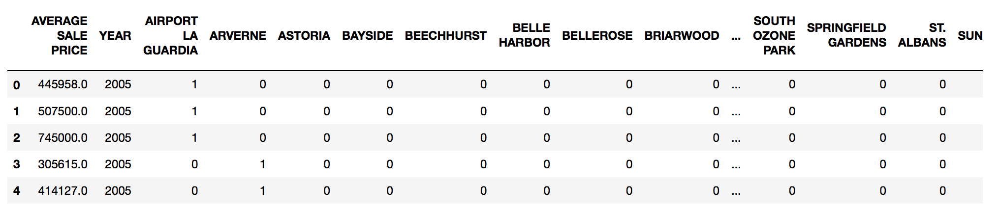 AVERAGE SALE PRICE YEAR AIRPORT LA GUARDIA ARVERNE ASTORIA BAYSIDE BEECHHURST BELLE HARBOR BELLEROSE BRIARWOOD ... SOUTH OZONE PARK SPRINGFIELD GARDENS ST. ALBANS SUN
0 445958.0 2005 1 0 0 0 0 0 0 0 ... 0 0 0
1 507500.0 2005 1 0 0 0 0 0 0 0 ... 0 0 0
2 745000.0 2005 1 0 0 0 0 0 0 0 ... 0 0 0
3 305615.0 2005 0 1 0 0 0 0 0 0 ... 0 0 0
4 414127.0 2005 0 1 0 0 0 0 0 0 ... 0 0 0